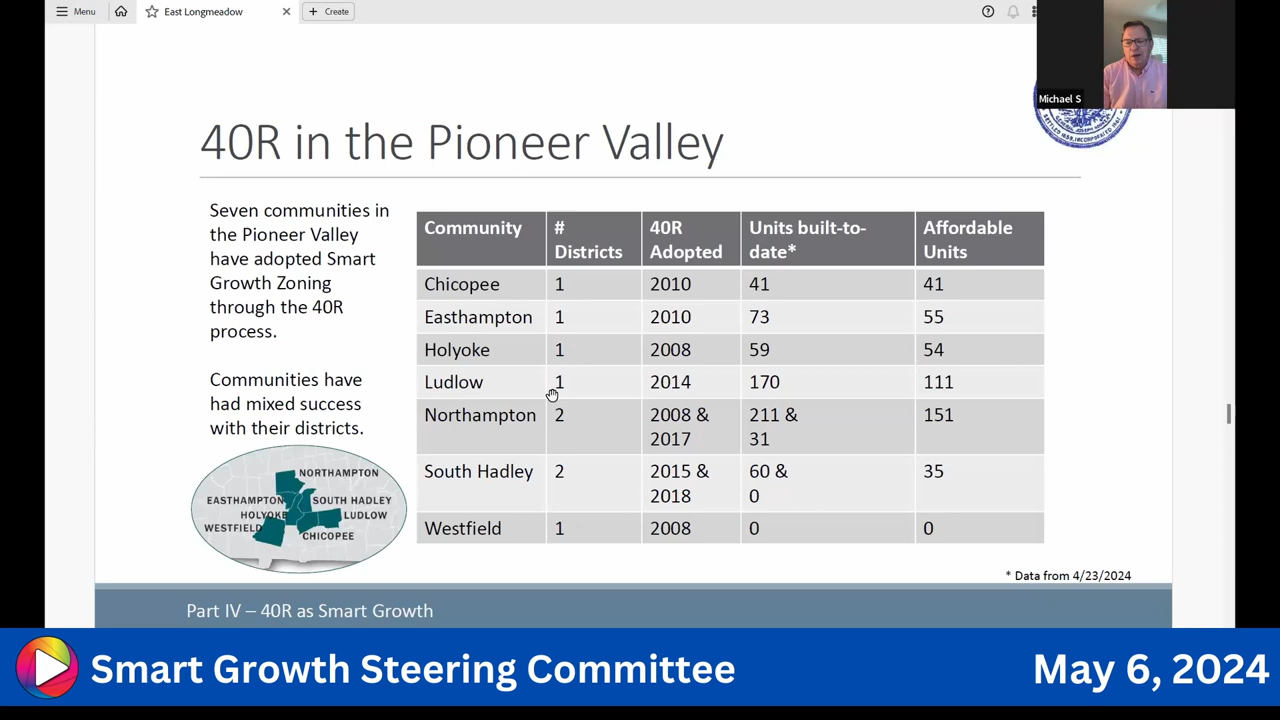 Menu
East Longmeadow
Create
Michael S
40R in the Pioneer Valley
Seven communities in
the Pioneer Valley
have adopted Smart
Growth Zoning
through the 40R
process.
Communities have
had mixed success
with their districts.
NORTHAMPTON
EASTHAMPTON
SOUTH HADLEY
HOLYOKE
LUDLOW
WESTFIELD
CHICOPEE
Community # Districts 40R Adopted Units built-to-date* Affordable Units
Chicopee 1 2010 41 41
Easthampton 1 2010 73 55
Holyoke 1 2008 59 54
Ludlow 1 2014 170 111
Northampton 2 2008 & 2017 211 & 31 151
South Hadley 2 2015 & 2018 60 & 0 35
Westfield 1 2008 0 0
* Data from 4/23/2024
Part IV – 40R as Smart Growth
Smart Growth Steering Committee
May 6, 2024